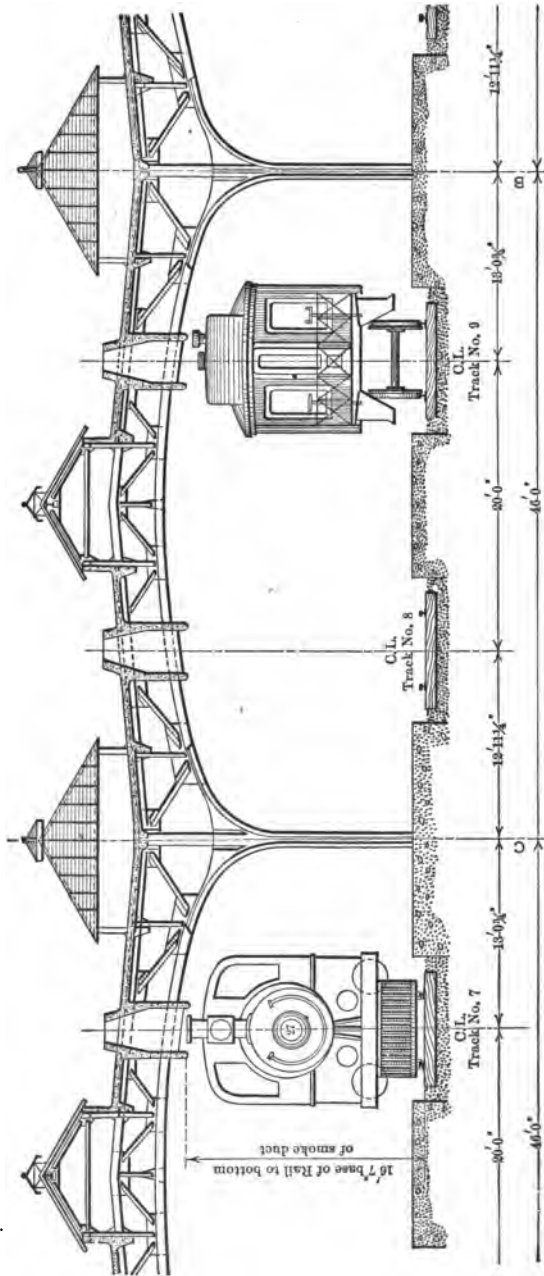 16'7" base of Rail to bottom
of smoke duct
C.L.
Track No. 7
C.L.
Track No. 8
C.L.
Track No. 9
20'-0"
13'-0¾"
12'-11¼"
20'-0"
13'-0¾"
12'-11¼"
46'-0"
C
46'-0"
B